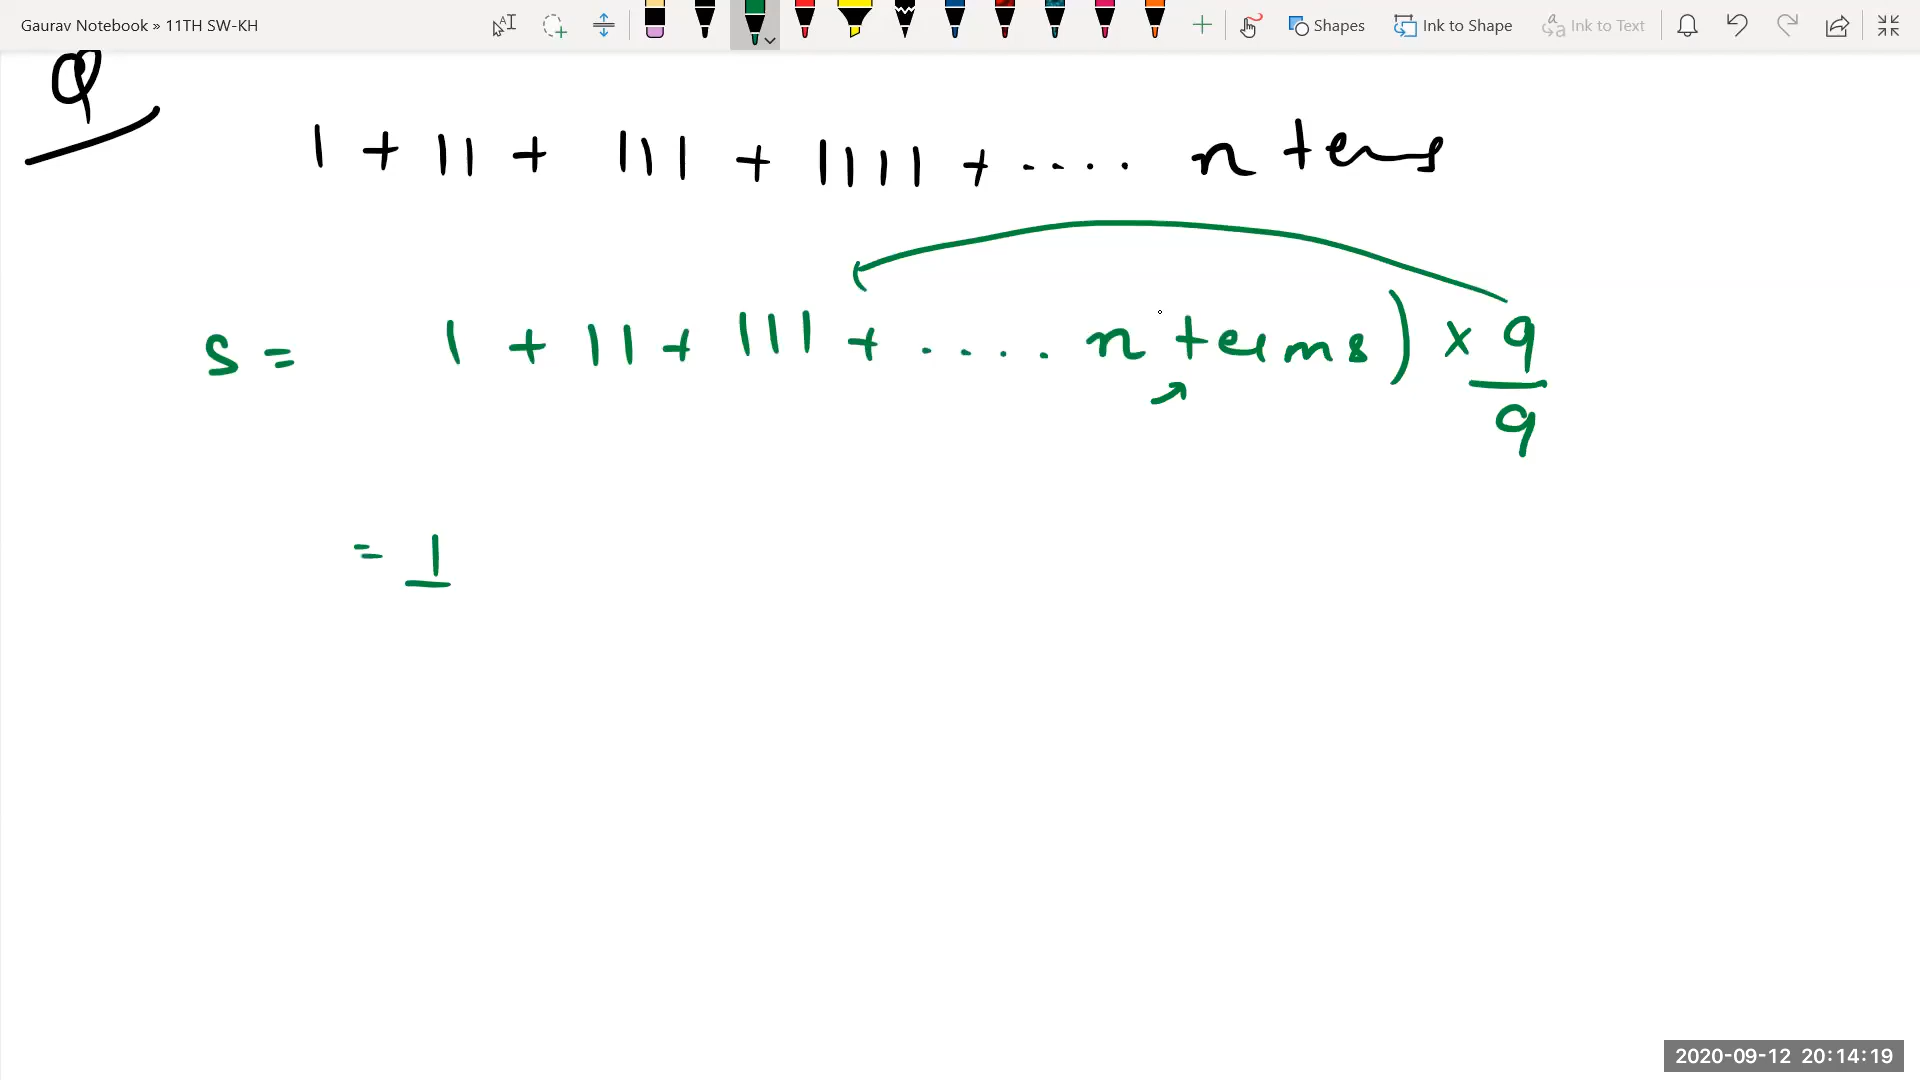 Gaurav Notebook » 11TH SW-KH
Shapes
Ink to Shape
Ink to Text
Q
1 + 11 + 111 + 1111 + .... n
S = 1 + 11 + 111 + .... n terms) × 9
9
= 1
2020-09-12 20:14:19